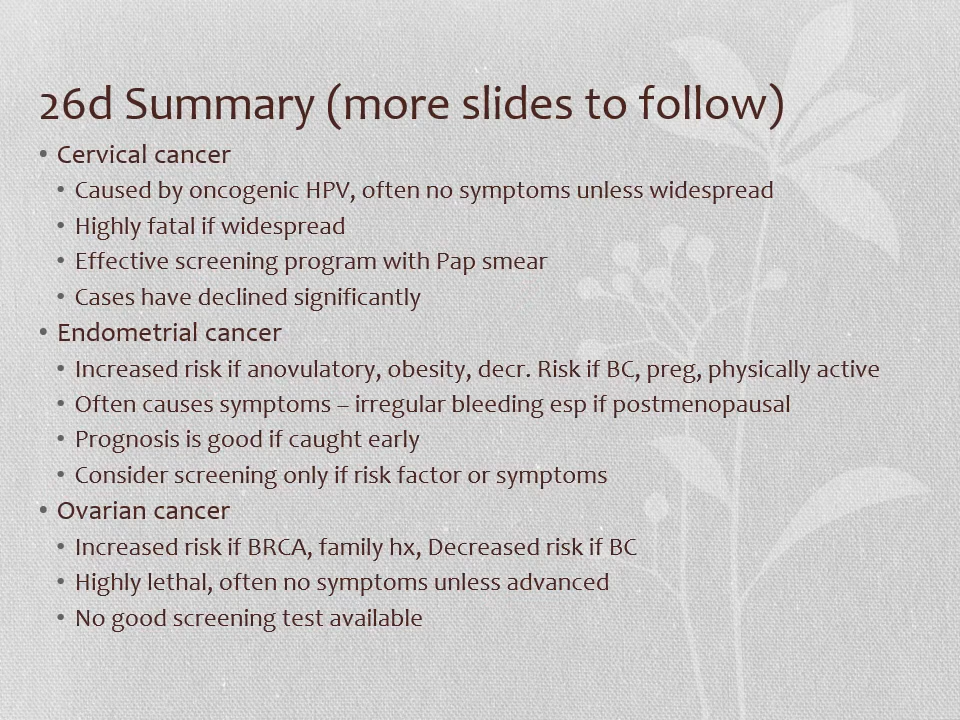 26d Summary (more slides to follow)
• Cervical cancer
• Caused by oncogenic HPV, often no symptoms unless widespread
• Highly fatal if widespread
• Effective screening program with Pap smear
• Cases have declined significantly
• Endometrial cancer
• Increased risk if anovulatory, obesity, decr. Risk if BC, preg, physically active
• Often causes symptoms – irregular bleeding esp if postmenopausal
• Prognosis is good if caught early
• Consider screening only if risk factor or symptoms
• Ovarian cancer
• Increased risk if BRCA, family hx, Decreased risk if BC
• Highly lethal, often no symptoms unless advanced
• No good screening test available